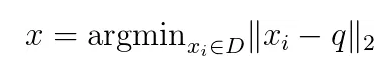 x = argmin_{x_i∈D} ‖x_i − q‖_2